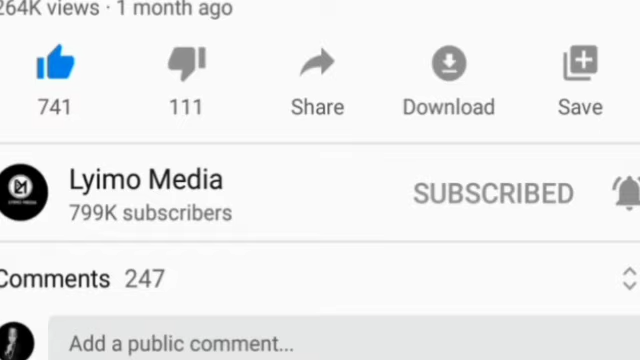 264K views · 1 month ago
741
111
Share
Download
Save
Lyimo Media
SUBSCRIBED
799K subscribers
Comments 247
Add a public comment...